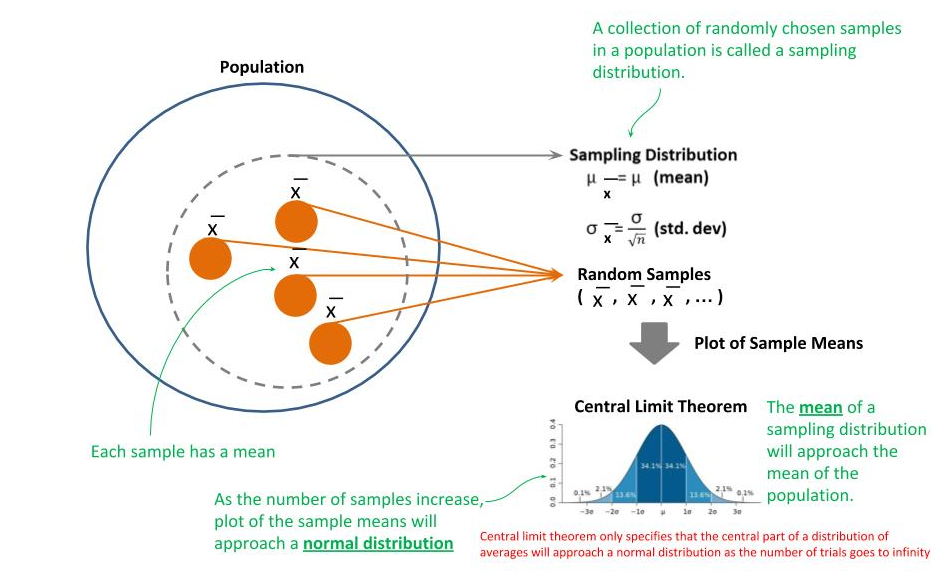 A collection of randomly chosen samples
in a population is called a sampling
distribution.
Population
Sampling Distribution
μ x̄ = μ (mean)
σ x̄ = σ/√n (std. dev)
x̄
x̄
x̄
x̄
Random Samples
( x̄ , x̄ , x̄ , ... )
Plot of Sample Means
Each sample has a mean
Central Limit Theorem
The mean of a
sampling distribution
will approach the
mean of the
population.
As the number of samples increase,
plot of the sample means will
approach a normal distribution
0.4
0.3
0.2
0.1
0.0
34.1% 34.1%
0.1% 2.1% 13.6% 13.6% 2.1% 0.1%
−3σ −2σ −1σ μ 1σ 2σ 3σ
Central limit theorem only specifies that the central part of a distribution of
averages will approach a normal distribution as the number of trials goes to infinity